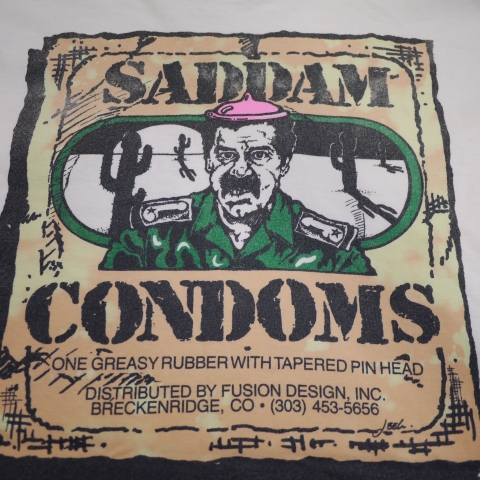 SADDAM
CONDOMS
ONE GREASY RUBBER WITH TAPERED PIN HEAD
DISTRIBUTED BY FUSION DESIGN, INC.
BRECKENRIDGE, CO • (303) 453-5656